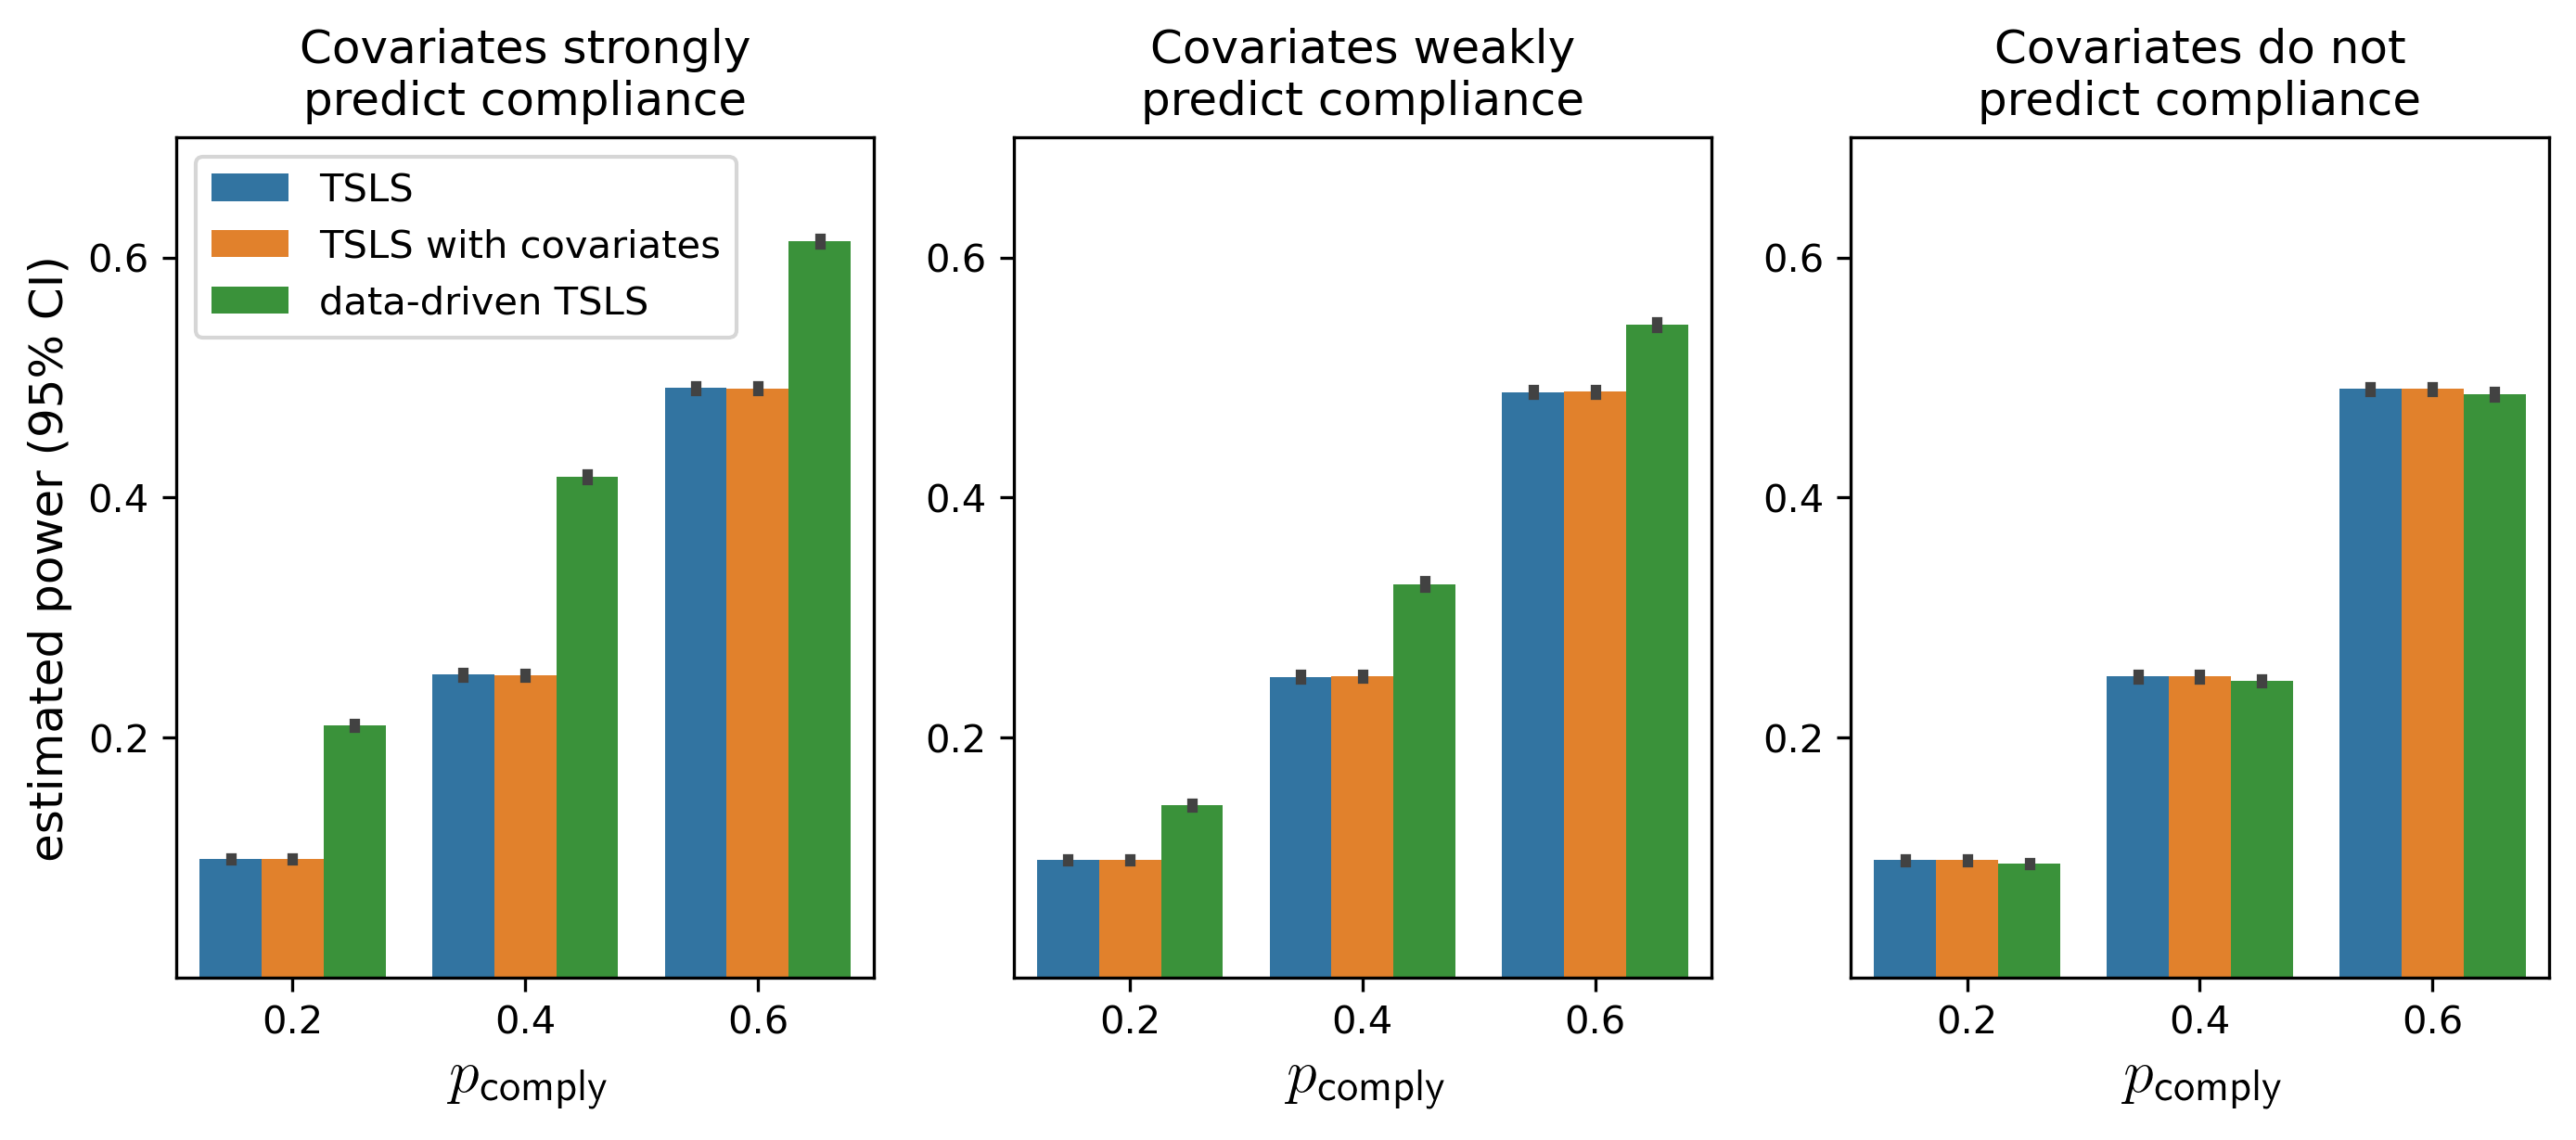 Covariates strongly
predict compliance
Covariates weakly
predict compliance
Covariates do not
predict compliance
TSLS
TSLS with covariates
data-driven TSLS
estimated power (95% CI)
0.6
0.4
0.2
0.2 0.4 0.6
p_comply
0.6
0.4
0.2
0.2 0.4 0.6
p_comply
0.6
0.4
0.2
0.2 0.4 0.6
p_comply